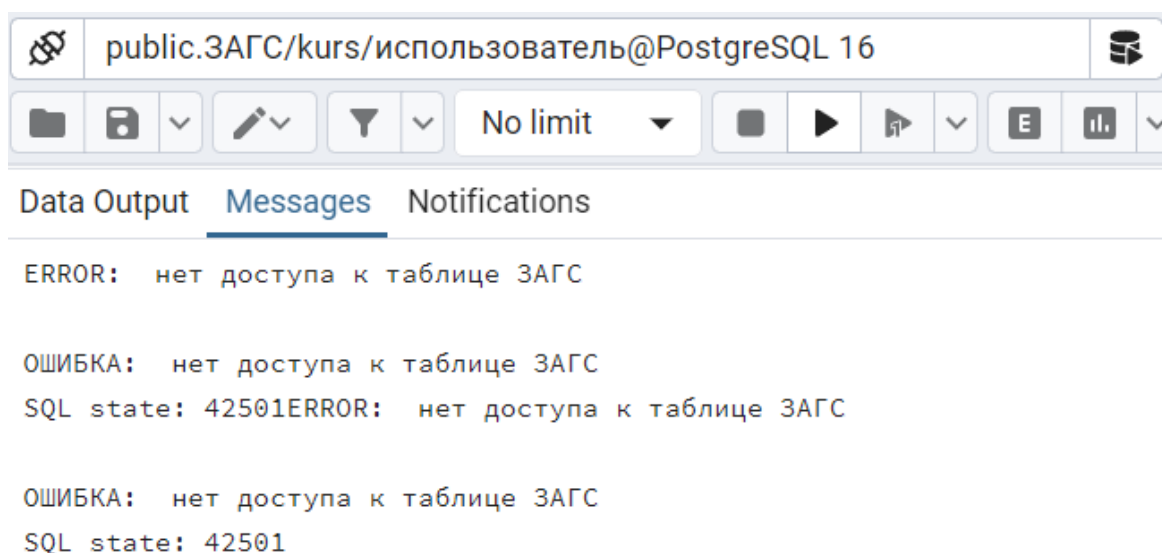 public.ЗАГС/kurs/использователь@PostgreSQL 16
No limit
E
Data Output Messages Notifications
ERROR: нет доступа к таблице ЗАГС
ОШИБКА: нет доступа к таблице ЗАГС
SQL state: 42501ERROR: нет доступа к таблице ЗАГС
ОШИБКА: нет доступа к таблице ЗАГС
SQL state: 42501